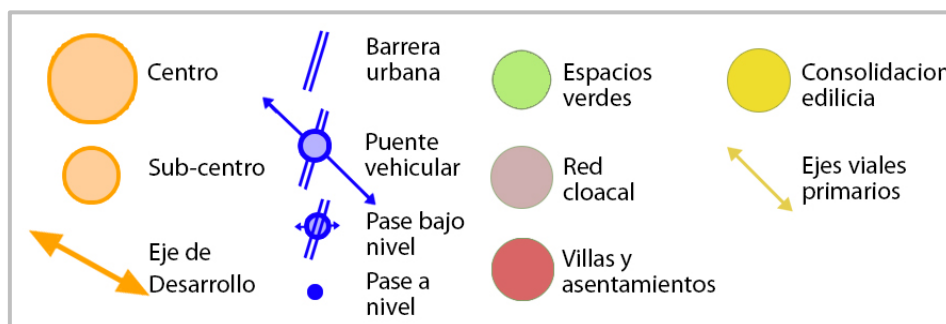 Centro
Sub-centro
Eje de
Desarrollo
Barrera
urbana
Puente
vehicular
Pase bajo
nivel
Pase a
nivel
Espacios
verdes
Red
cloacal
Villas y
asentamientos
Consolidacion
edilicia
Ejes viales
primarios